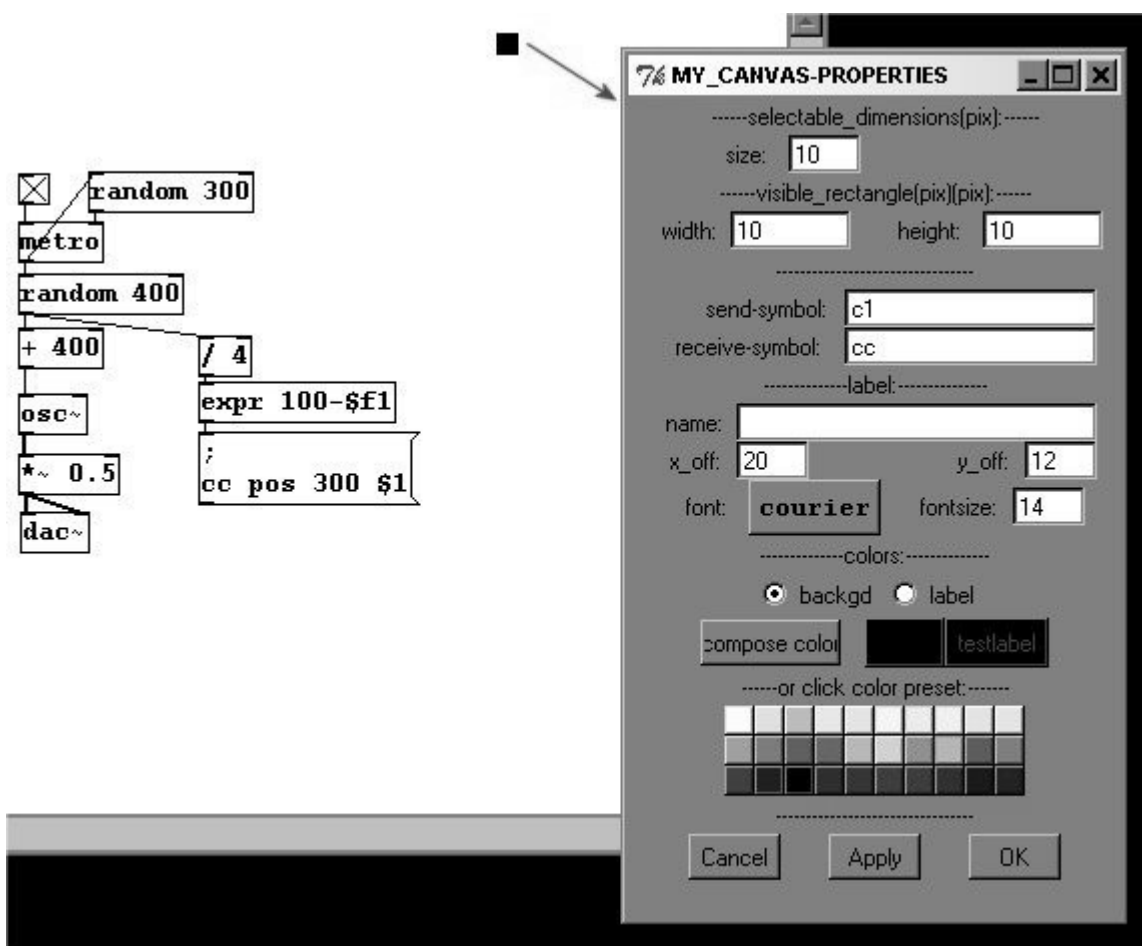 random 300
metro
random 400
+ 400
/ 4
osc~
expr 100-$f1
;
cc pos 300 $1
*~ 0.5
dac~
7% MY_CANVAS-PROPERTIES
------selectable_dimensions(pix):------
size: 10
------visible_rectangle(pix)(pix):------
width: 10 height: 10
----------------------------
send-symbol: c1
receive-symbol: cc
-------------label:-------------
name:
x_off: 20 y_off: 12
font: courier fontsize: 14
-------------colors:-------------
backgd label
compose color testlabel
------or click color preset:-------
----------------------------
Cancel Apply OK